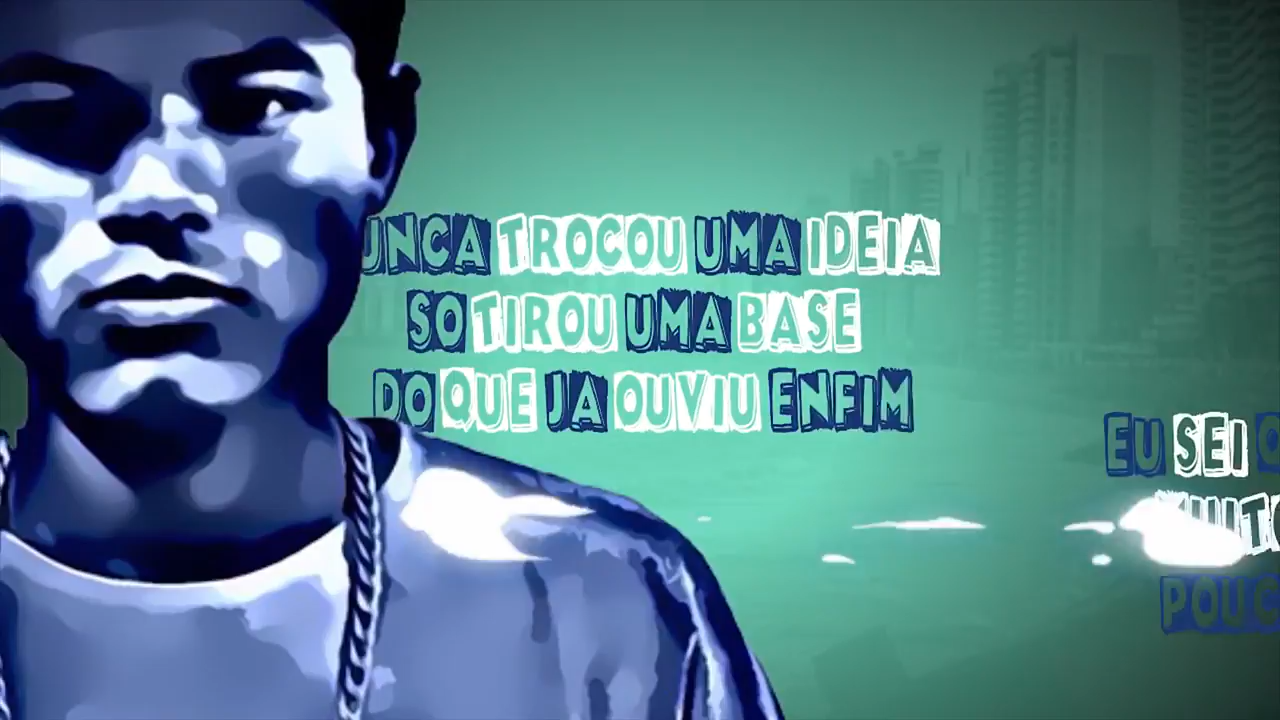 UNCA TROCOU UMA IDEIA
SO TIROU UMA BASE
DO QUE JA OUVIU ENFIM
EU SEI